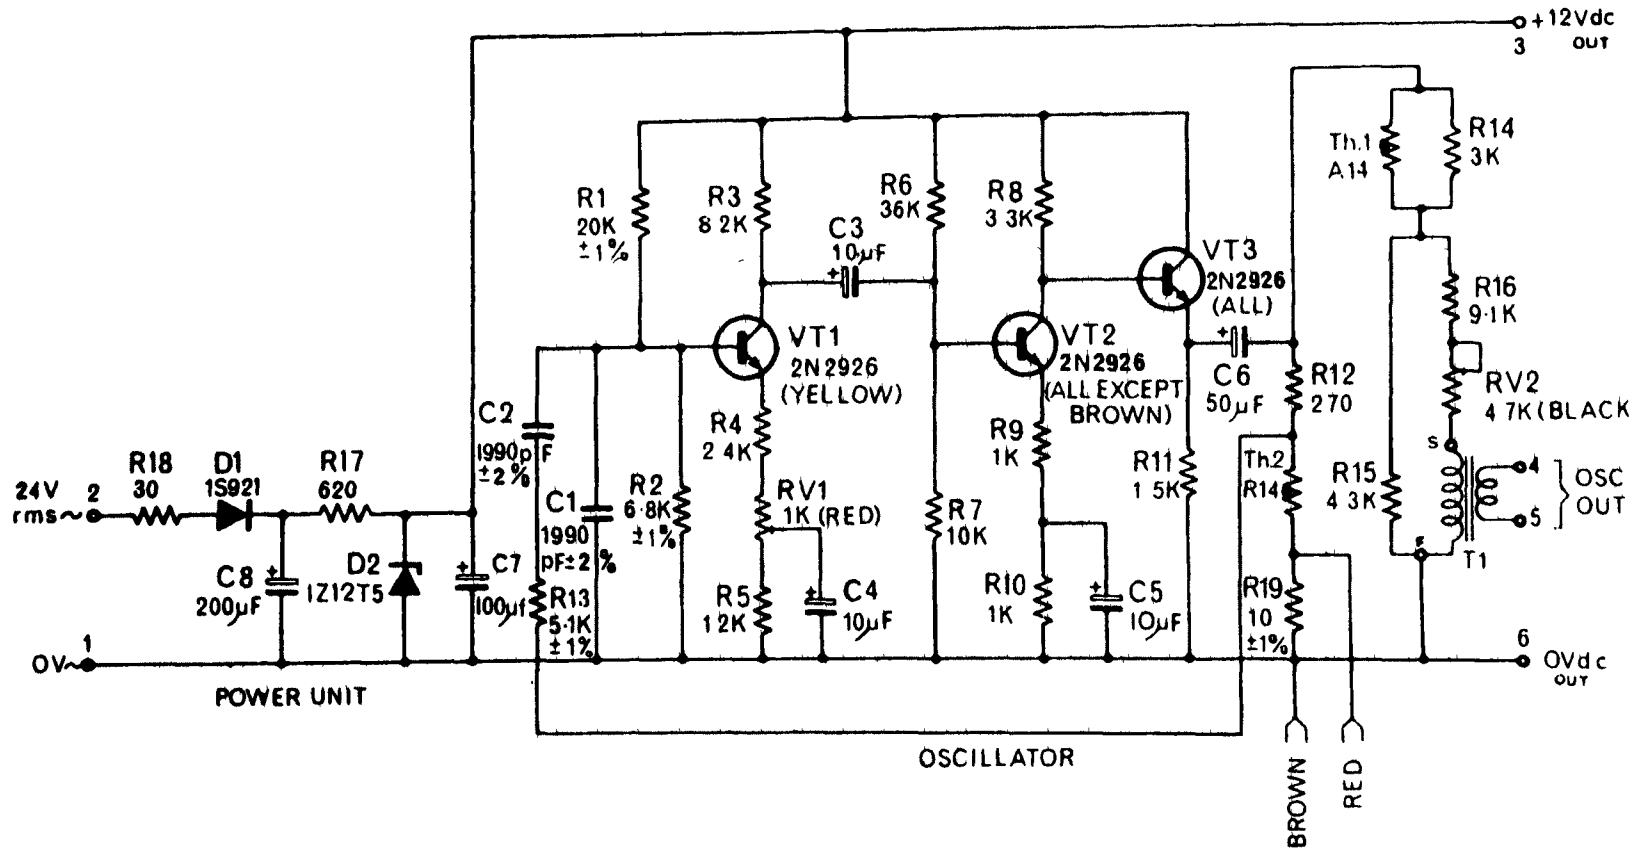 +12Vdc
OUT
3
Th.1
A14
R14
3K
R1
20K
±1%
R3
8 2K
C3
10µF
+
R6
36K
R8
3 3K
VT3
2N2926
(ALL)
VT1
2N2926
(YELLOW)
VT2
2N2926
(ALL EXCEPT
BROWN)
+
C6
50µF
R12
270
R16
9·1K
RV2
4 7K(BLACK
C2
1990pF
±2%
R4
2 4K
R9
1K
R11
1 5K
Th.2
R14
R15
4 3K
S
F
T1
4
5
OSC
OUT
24V
rms~
2
R18
30
D1
1S921
R17
620
C1
1990
pF±2%
R2
6·8K
±1%
RV1
1K (RED)
R7
10K
+
C8
200µF
D2
1Z12T5
+
C7
100µf
R13
5·1K
±1%
R5
12K
+
C4
10µF
R10
1K
+
C5
10µF
R19
10
±1%
0V~
1
6
0Vdc
OUT
POWER UNIT
OSCILLATOR
BROWN
RED